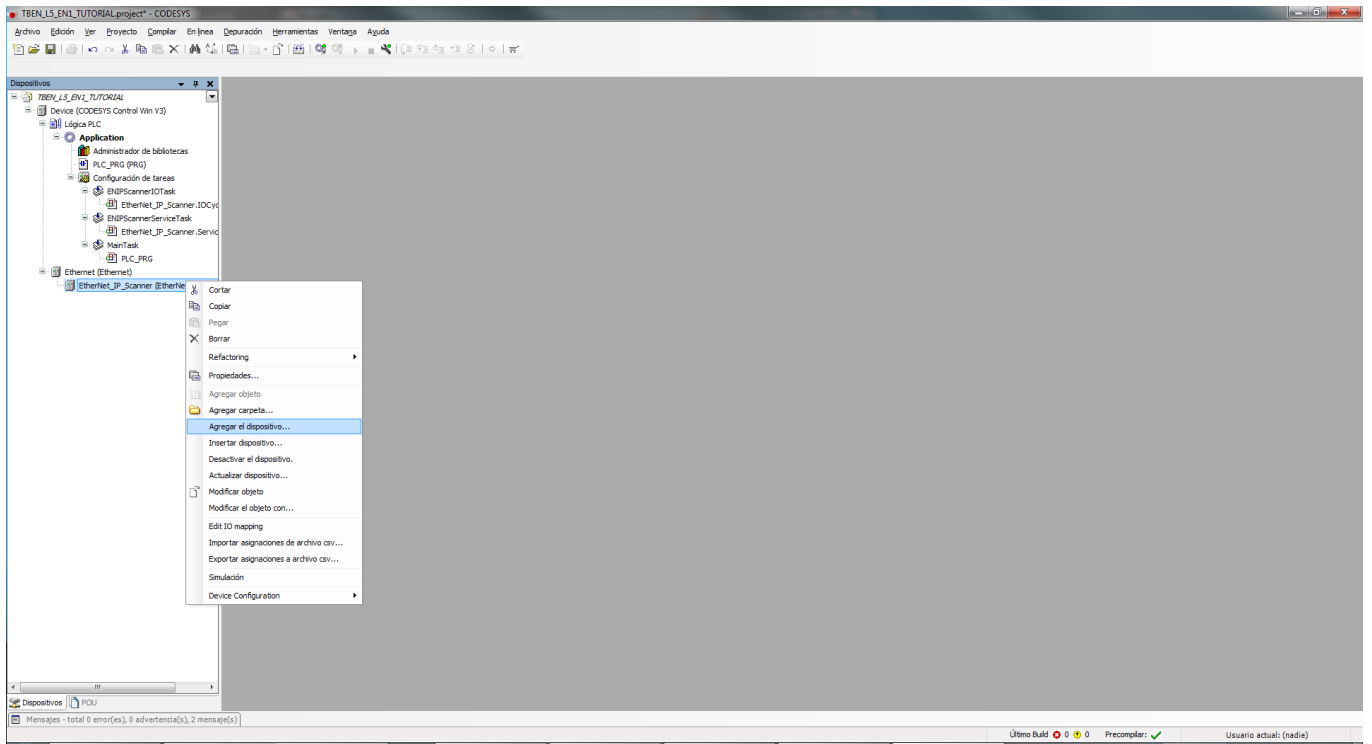 TBEN_L5_EN1_TUTORIAL.project* - CODESYS
Archivo Edición Ver Proyecto Compilar En línea Depuración Herramientas Ventana Ayuda
Dispositivos
TBEN_L5_EN1_TUTORIAL
Device (CODESYS Control Win V3)
Lógica PLC
Application
Administrador de bibliotecas
PLC_PRG (PRG)
Configuración de tareas
ENIPScannerIOTask
EtherNet_IP_Scanner.IOCyc
ENIPScannerServiceTask
EtherNet_IP_Scanner.Servic
MainTask
PLC_PRG
Ethernet (Ethernet)
EtherNet_IP_Scanner (EtherNe
Cortar
Copiar
Pegar
Borrar
Refactoring
Propiedades...
Agregar objeto
Agregar carpeta...
Agregar el dispositivo...
Insertar dispositivo...
Desactivar el dispositivo.
Actualizar dispositivo...
Modificar objeto
Modificar el objeto con...
Edit IO mapping
Importar asignaciones de archivo csv...
Exportar asignaciones a archivo csv...
Simulación
Device Configuration
Dispositivos POU
Mensajes - total 0 error(es), 0 advertencia(s), 2 mensaje(s)
Último Build 0 0 Precompilar: Usuario actual: (nadie)